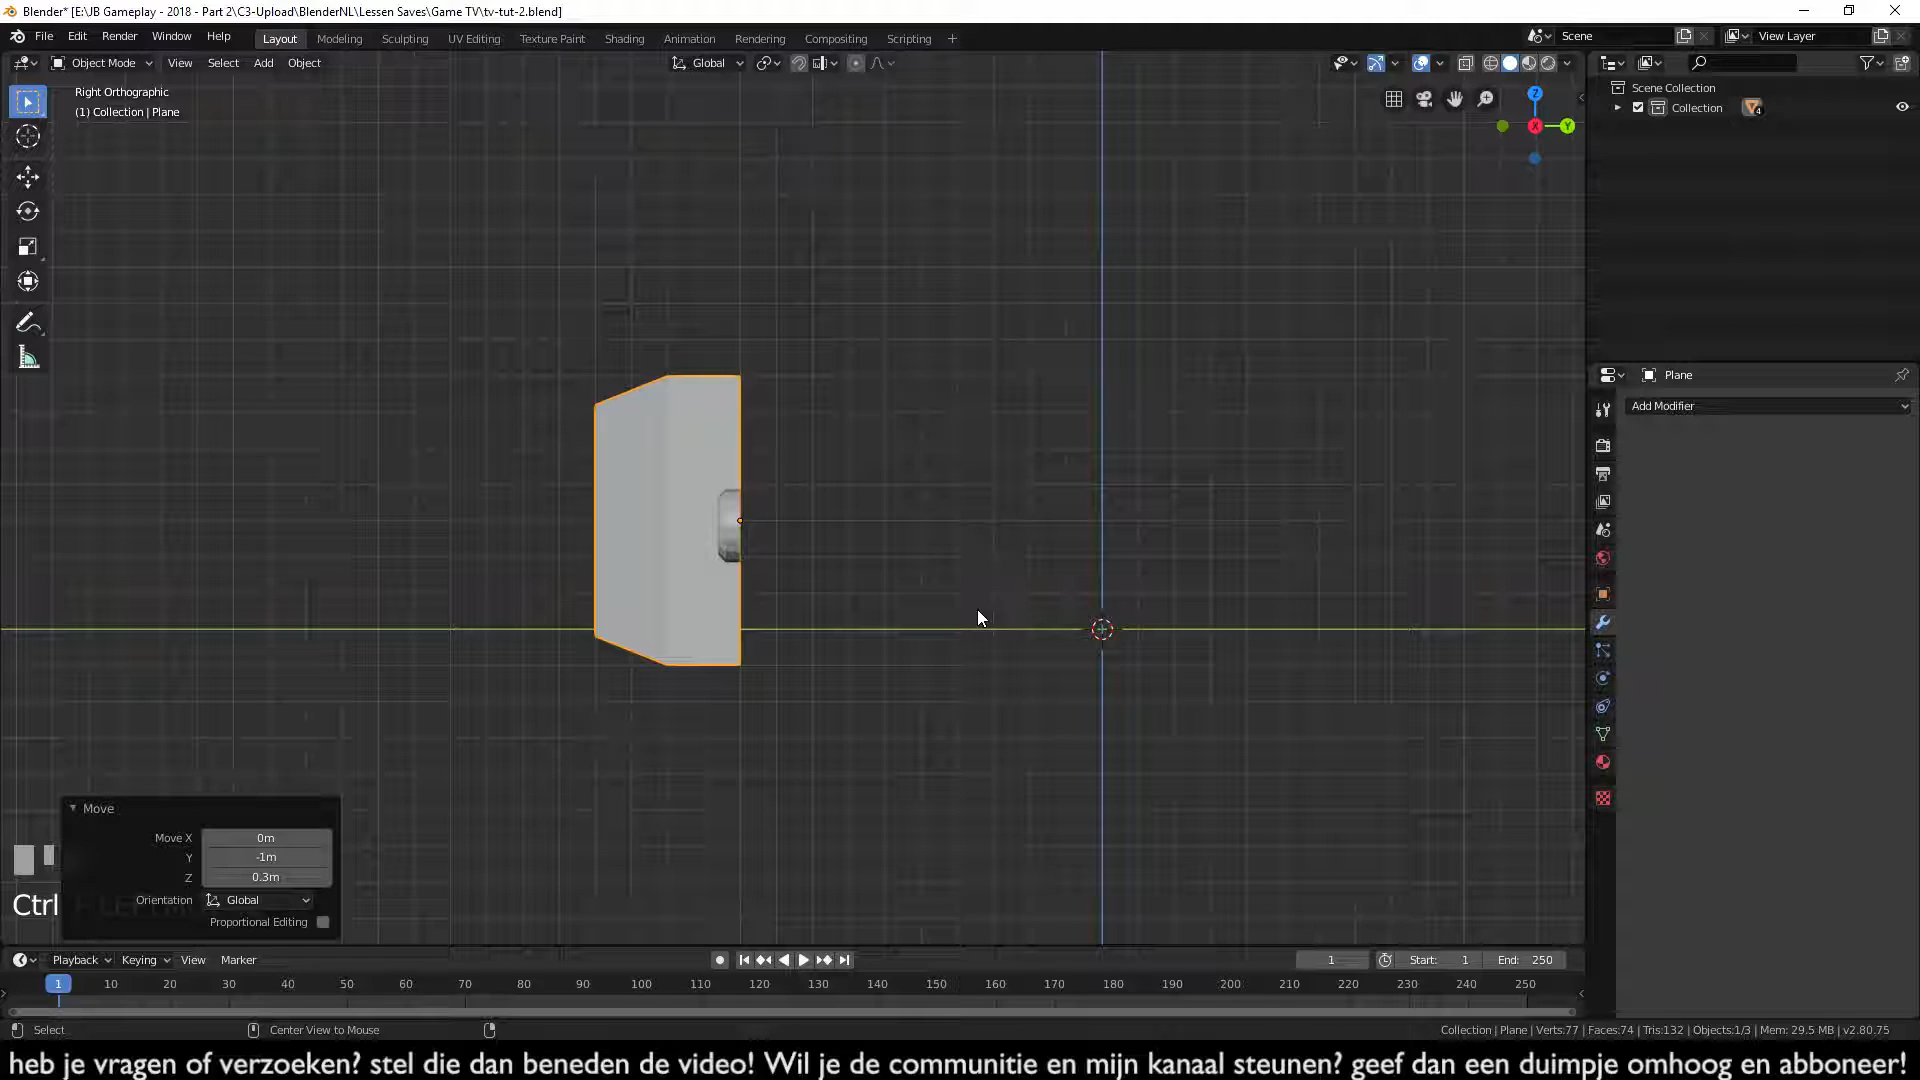 Blender* [E:\JB Gameplay - 2018 - Part 2\C3-Upload\BlenderNL\Lessen Saves\Game TV\tv-tut-2.blend]
File Edit Render Window Help Layout Modeling Sculpting UV Editing Texture Paint Shading Animation Rendering Compositing Scripting + Scene View Layer
Object Mode View Select Add Object Global
Right Orthographic
(1) Collection | Plane
Z
X
Y
Scene Collection
Collection 4
Plane
Add Modifier
Move
Move X 0m
Y -1m
Z 0.3m
Orientation Global
Proportional Editing
Ctrl
Playback Keying View Marker 1 Start: 1 End: 250
1 10 20 30 40 50 60 70 80 90 100 110 120 130 140 150 160 170 180 190 200 210 220 230 240 250
Select Center View to Mouse Collection | Plane | Verts:77 | Faces:74 | Tris:132 | Objects:1/3 | Mem: 29.5 MB | v2.80.75
heb je vragen of verzoeken? stel die dan beneden de video! Wil je de communitie en mijn kanaal steunen? geef dan een duimpje omhoog en abboneer!